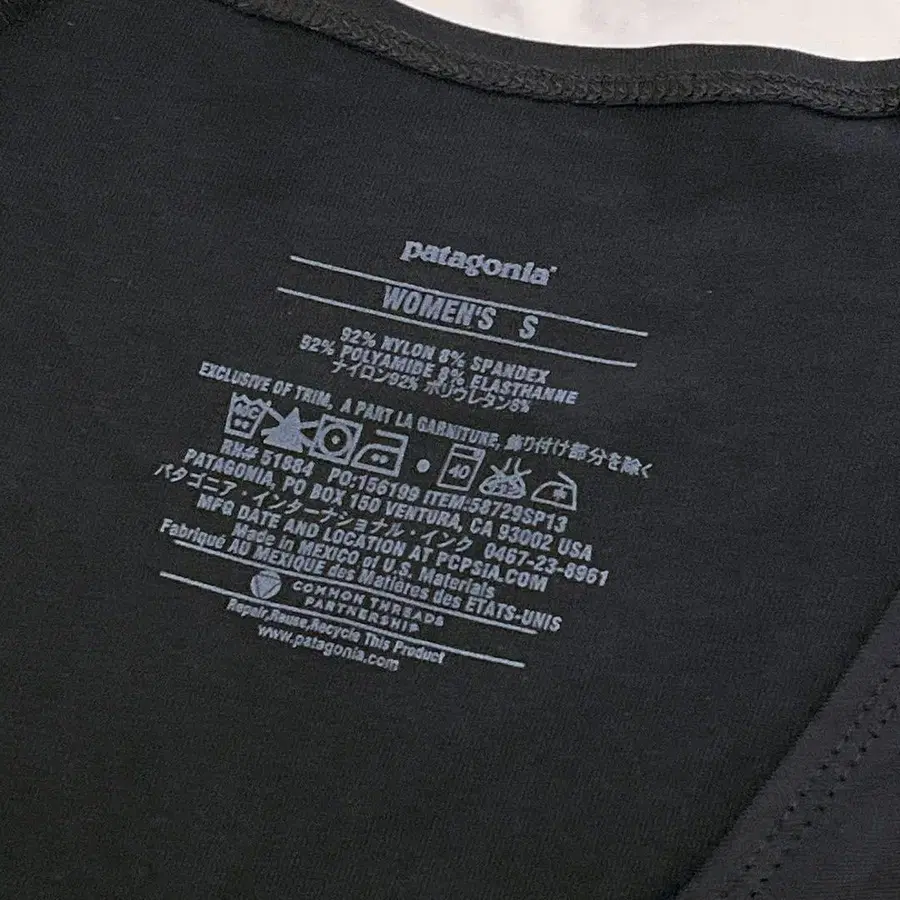 patagonia®
WOMEN'S S
92% NYLON 8% SPANDEX
92% POLYAMIDE 8% ELASTHANNE
ナイロン92% ポリウレタン8%
EXCLUSIVE OF TRIM, A PART LA GARNITURE, 飾り付け部分を除く
40
RN# 51884 PO:156199 ITEM:58729SP13
PATAGONIA, PO BOX 150 VENTURA, CA 93002 USA
パタゴニア・インターナショナル・インク 0467-23-8961
MFG DATE AND LOCATION AT PCPSIA.COM
Made in MEXICO of U.S. Materials
Fabriqué AU MEXIQUE des Matières des ETATS-UNIS
COMMON THREADS
PARTNERSHIP
Repair,Reuse,Recycle This Product
www.patagonia.com